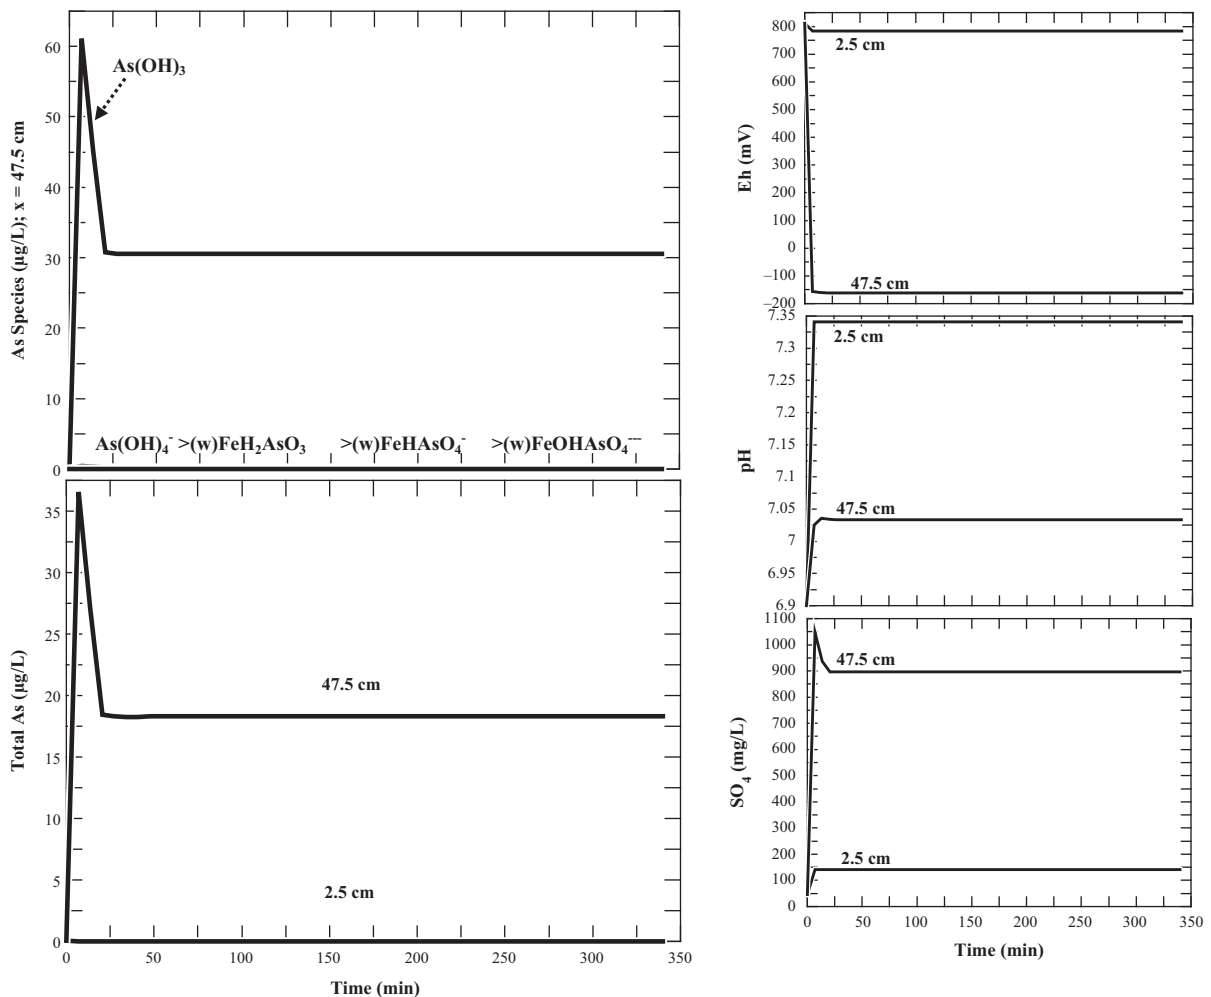 As Species (µg/L); x = 47.5 cm
60
50
40
30
20
10
0
As(OH)₃
As(OH)₄⁻ >(w)FeH₂AsO₃ >(w)FeHAsO₄⁻ >(w)FeOHAsO₄⁻⁻⁻
Total As (µg/L)
35
30
25
20
15
10
5
0
47.5 cm
2.5 cm
0 50 100 150 200 250 300 350
Time (min)
Eh (mV)
800
700
600
500
400
300
200
100
0
–100
–200
2.5 cm
47.5 cm
pH
7.35
7.3
7.25
7.2
7.15
7.1
7.05
7
6.95
6.9
2.5 cm
47.5 cm
SO₄ (mg/L)
1100
1000
900
800
700
600
500
400
300
200
100
0
47.5 cm
2.5 cm
0 50 100 150 200 250 300 350
Time (min)